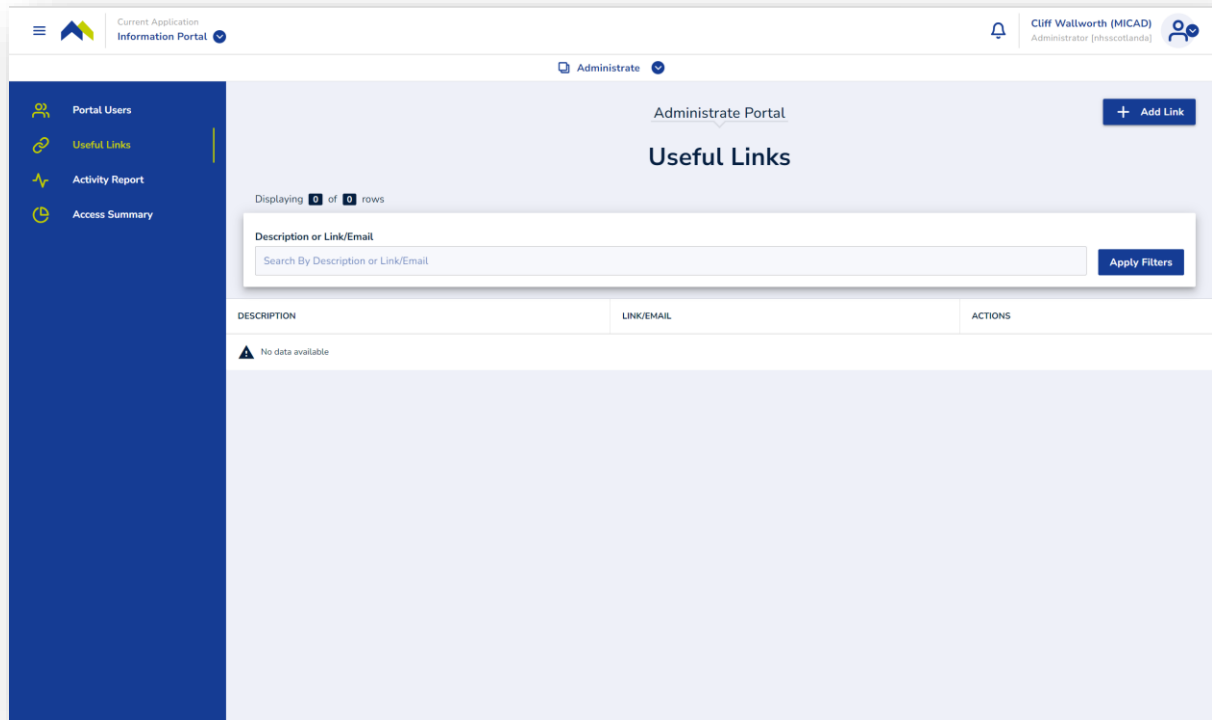 Current Application
Information Portal
Cliff Wallworth (MICAD)
Administrator [nhsscotlanda]
Administrate
Portal Users
Useful Links
Activity Report
Access Summary
Administrate Portal
+ Add Link
Useful Links
Displaying 0 of 0 rows
Description or Link/Email
Search By Description or Link/Email
Apply Filters
DESCRIPTION LINK/EMAIL ACTIONS
No data available